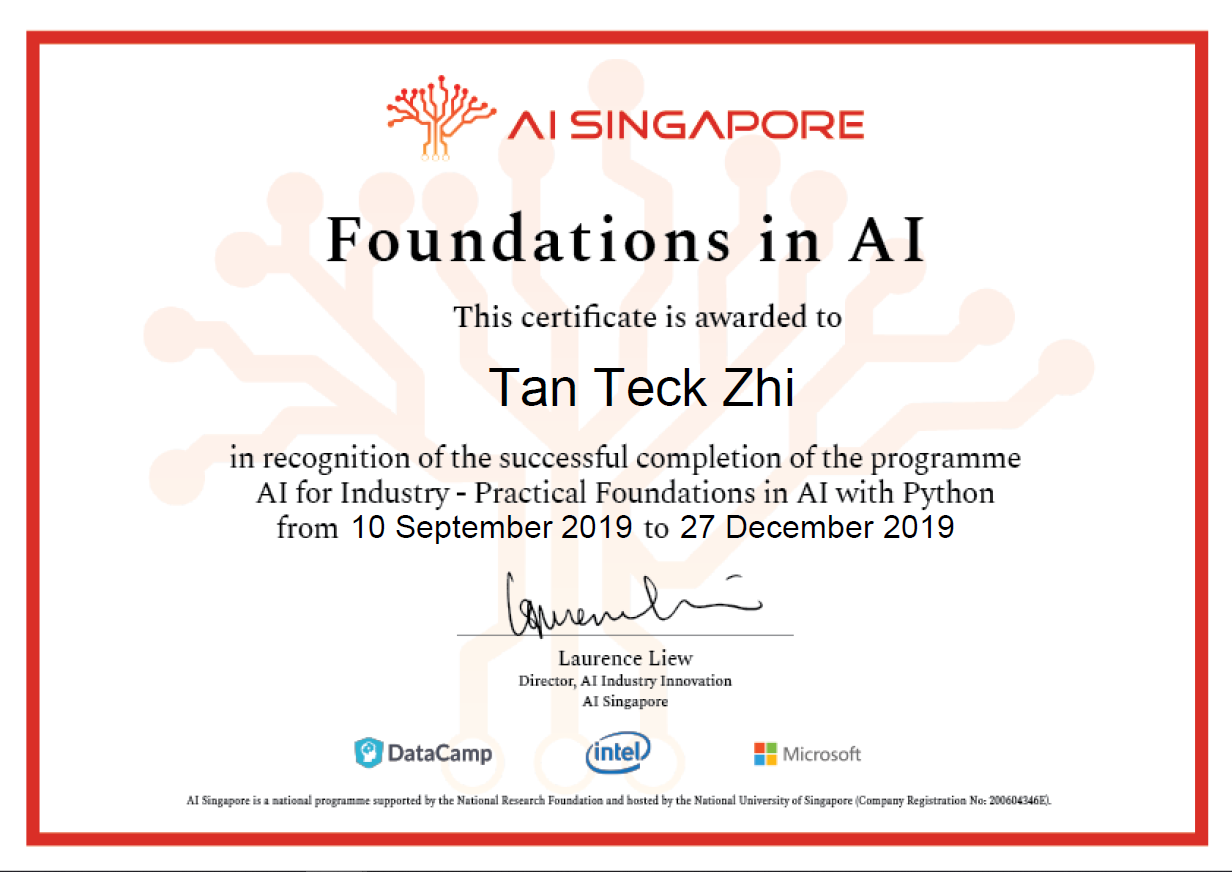 AI SINGAPORE
Foundations in AI
This certificate is awarded to
Tan Teck Zhi
in recognition of the successful completion of the programme
AI for Industry - Practical Foundations in AI with Python
from 10 September 2019 to 27 December 2019
Laurence Liew
Director, AI Industry Innovation
AI Singapore
DataCamp intel Microsoft
AI Singapore is a national programme supported by the National Research Foundation and hosted by the National University of Singapore (Company Registration No: 200604346E).